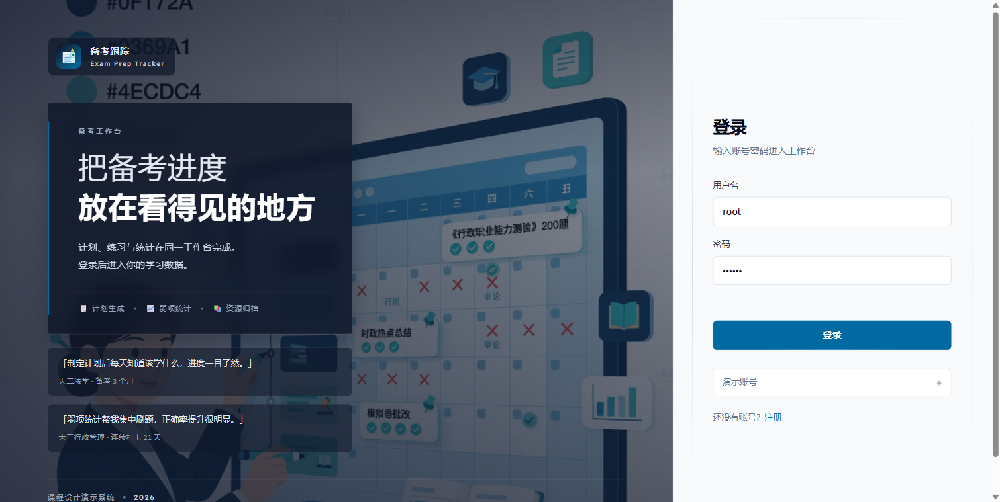 #0F172A
keju
#0369A1
备考跟踪
Exam Prep Tracker
#4ECDC4
备考工作台
把备考进度
放在看得见的地方
计划、练习与统计在同一工作台完成。
登录后进入你的学习数据。
计划生成 • 弱项统计 • 资源归档
「制定计划后每天知道该学什么，进度一目了然。」
大二法学 · 备考 3 个月
「弱项统计帮我集中刷题，正确率提升很明显。」
大三行政管理 · 连续打卡 21 天
课程设计演示系统 • 2026
一 一 二 三 四 六 五
《行政职业能力测验》200题
行测
申论
时政热点总结
申论
模拟卷批改
登录
输入账号密码进入工作台
用户名
root
密码
••••••
登录
演示账号 +
还没有账号？注册